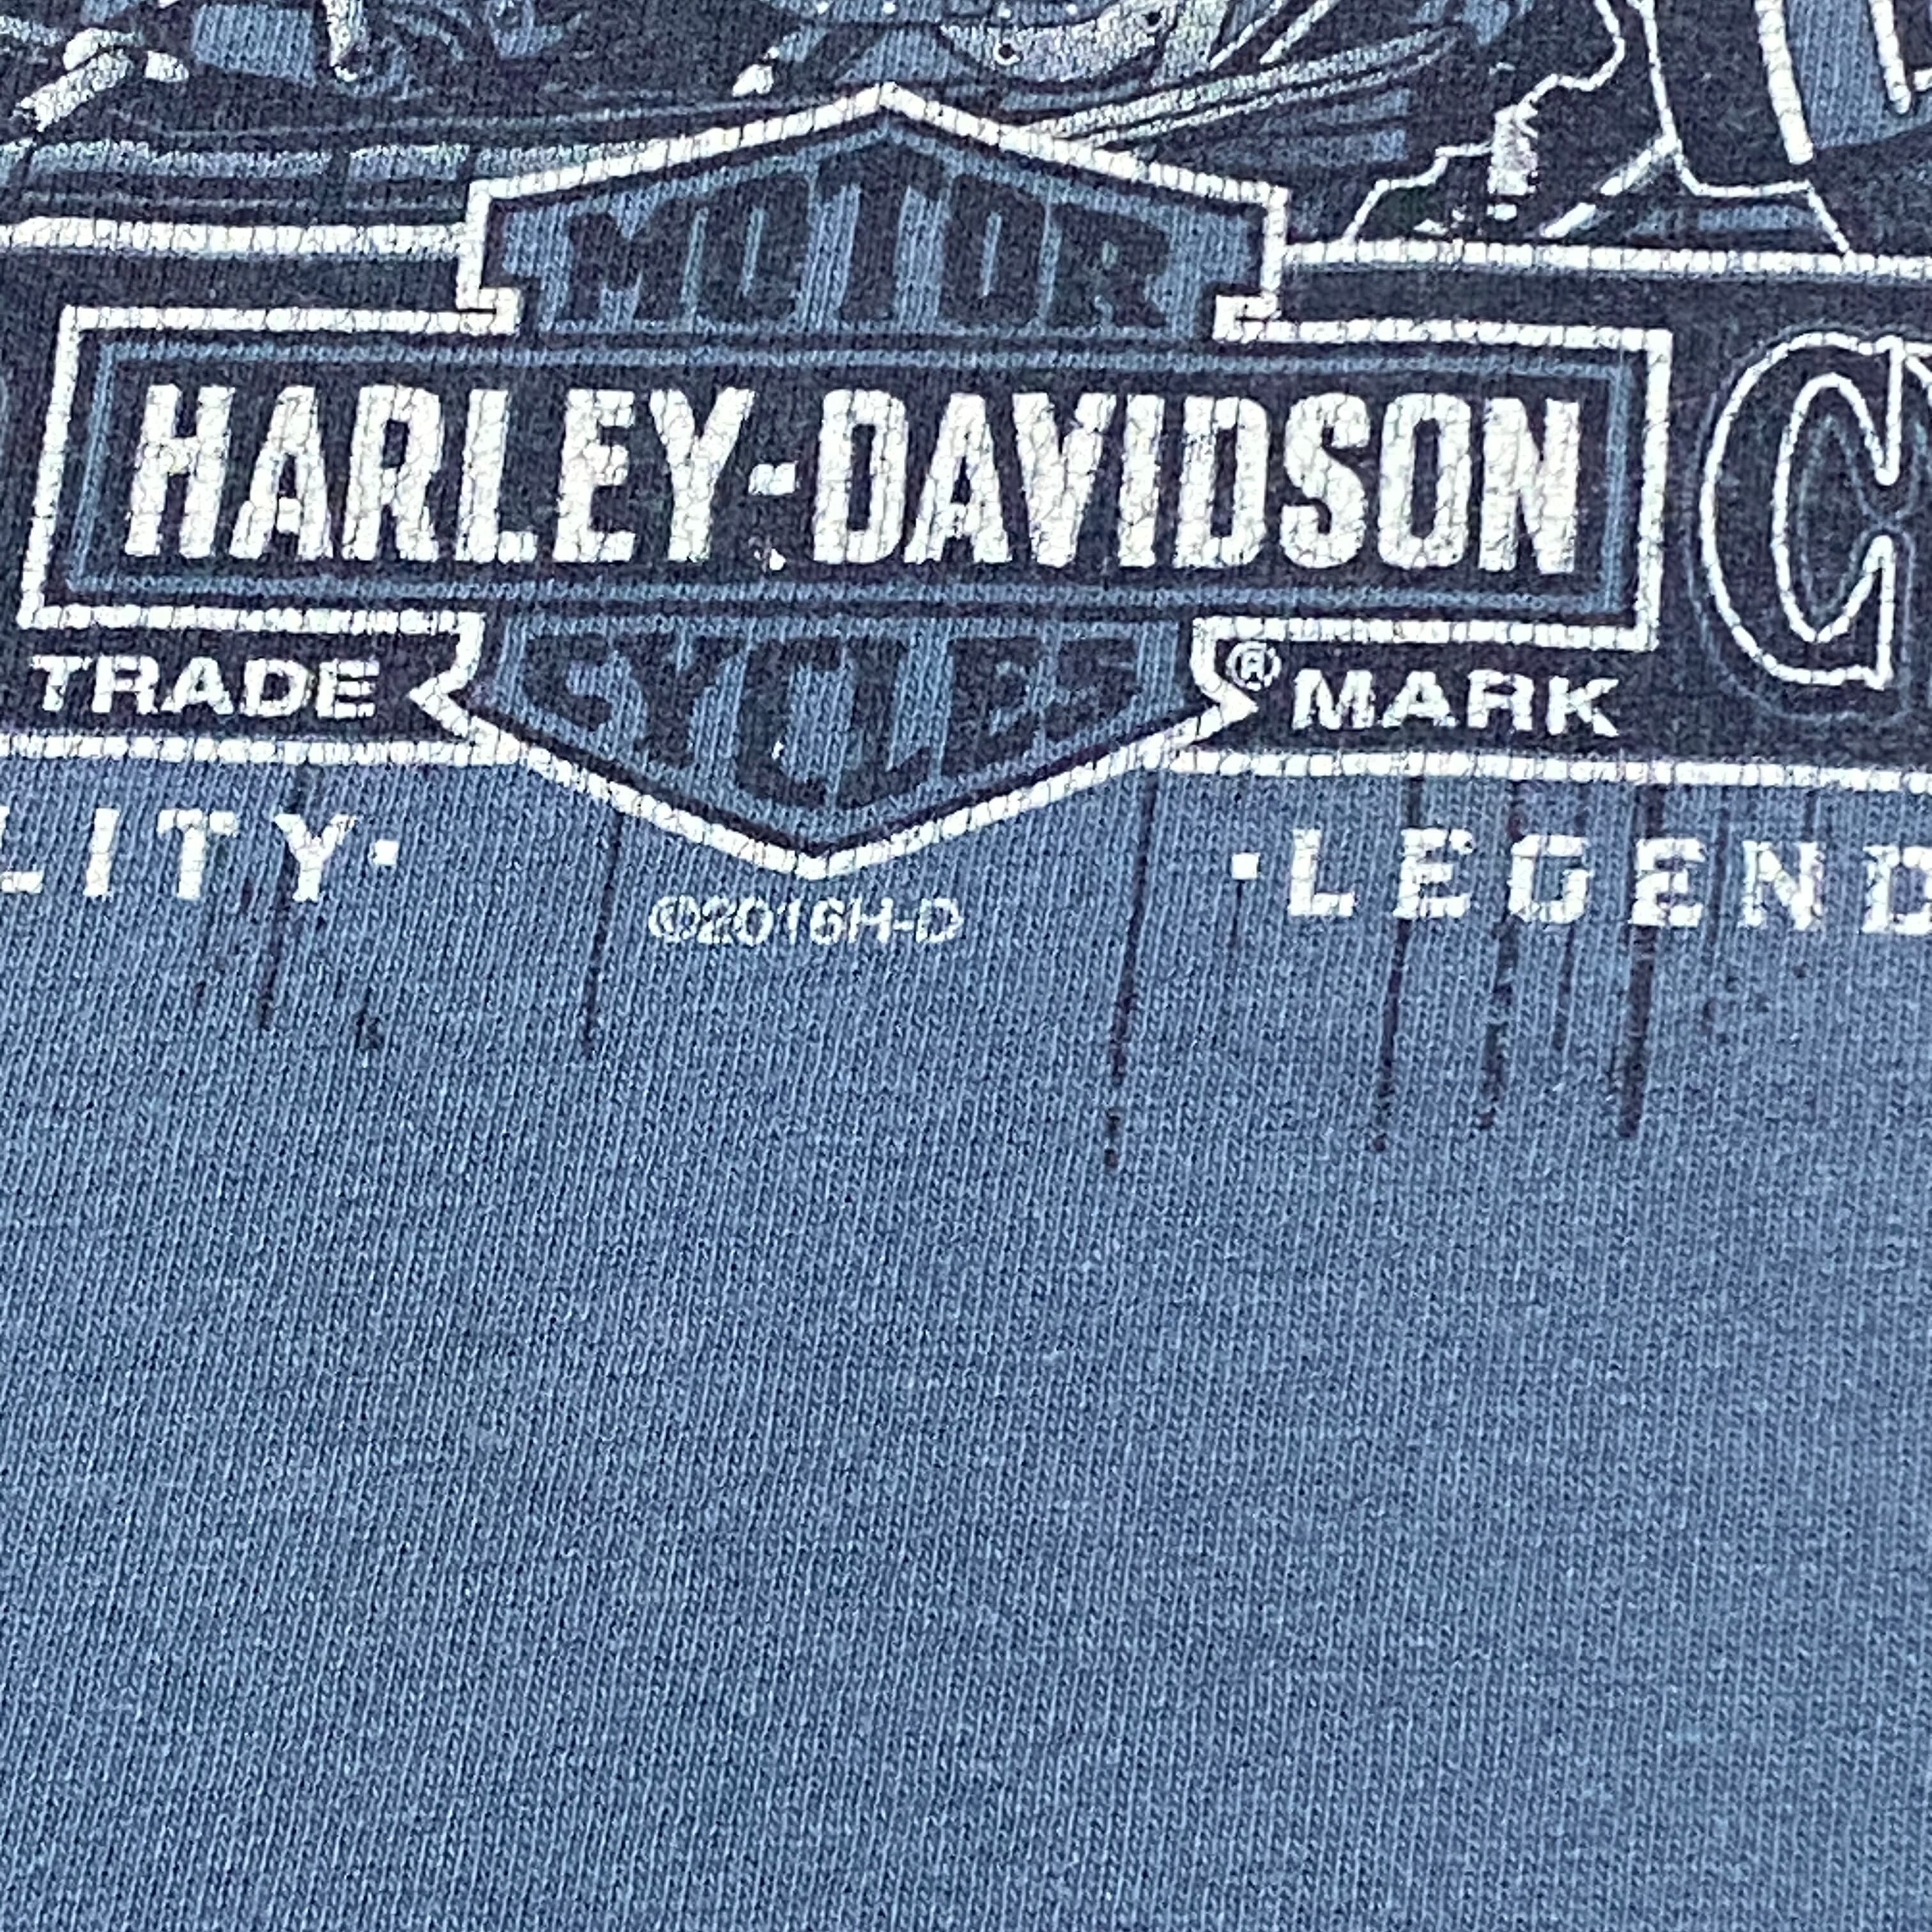 MOTOR
HARLEY-DAVIDSON C
CYCLES
TRADE ® MARK
LITY· ·LEGEND
©2016H-D